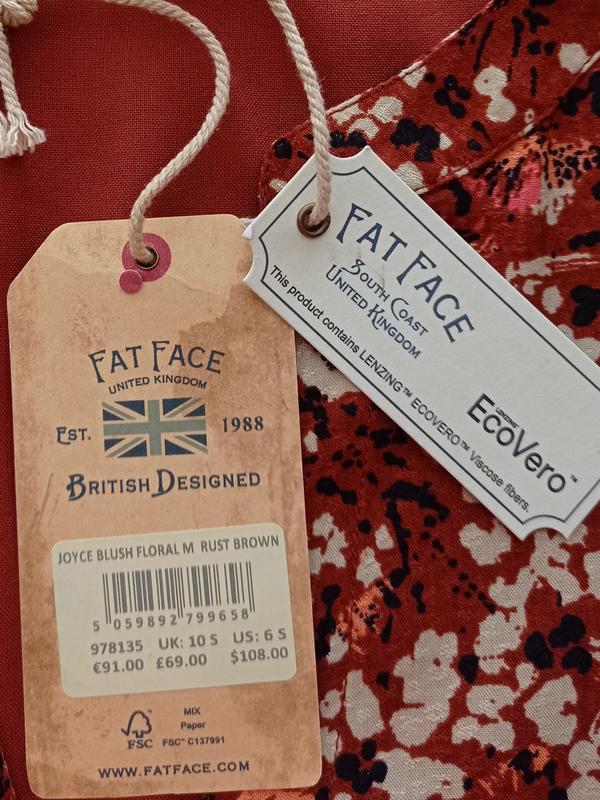 FAT FACE
UNITED KINGDOM
EST. 1988
BRITISH DESIGNED
JOYCE BLUSH FLORAL M RUST BROWN
5 059892 799658
978135 UK: 10 S US: 6 S
€91.00 £69.00 $108.00
FSC
MIX
Paper
FSC™ C137991
WWW.FATFACE.COM
FAT FACE
SOUTH COAST
UNITED KINGDOM
This product contains LENZING™ ECOVERO™ Viscose fibers.
LENZING
EcoVero™